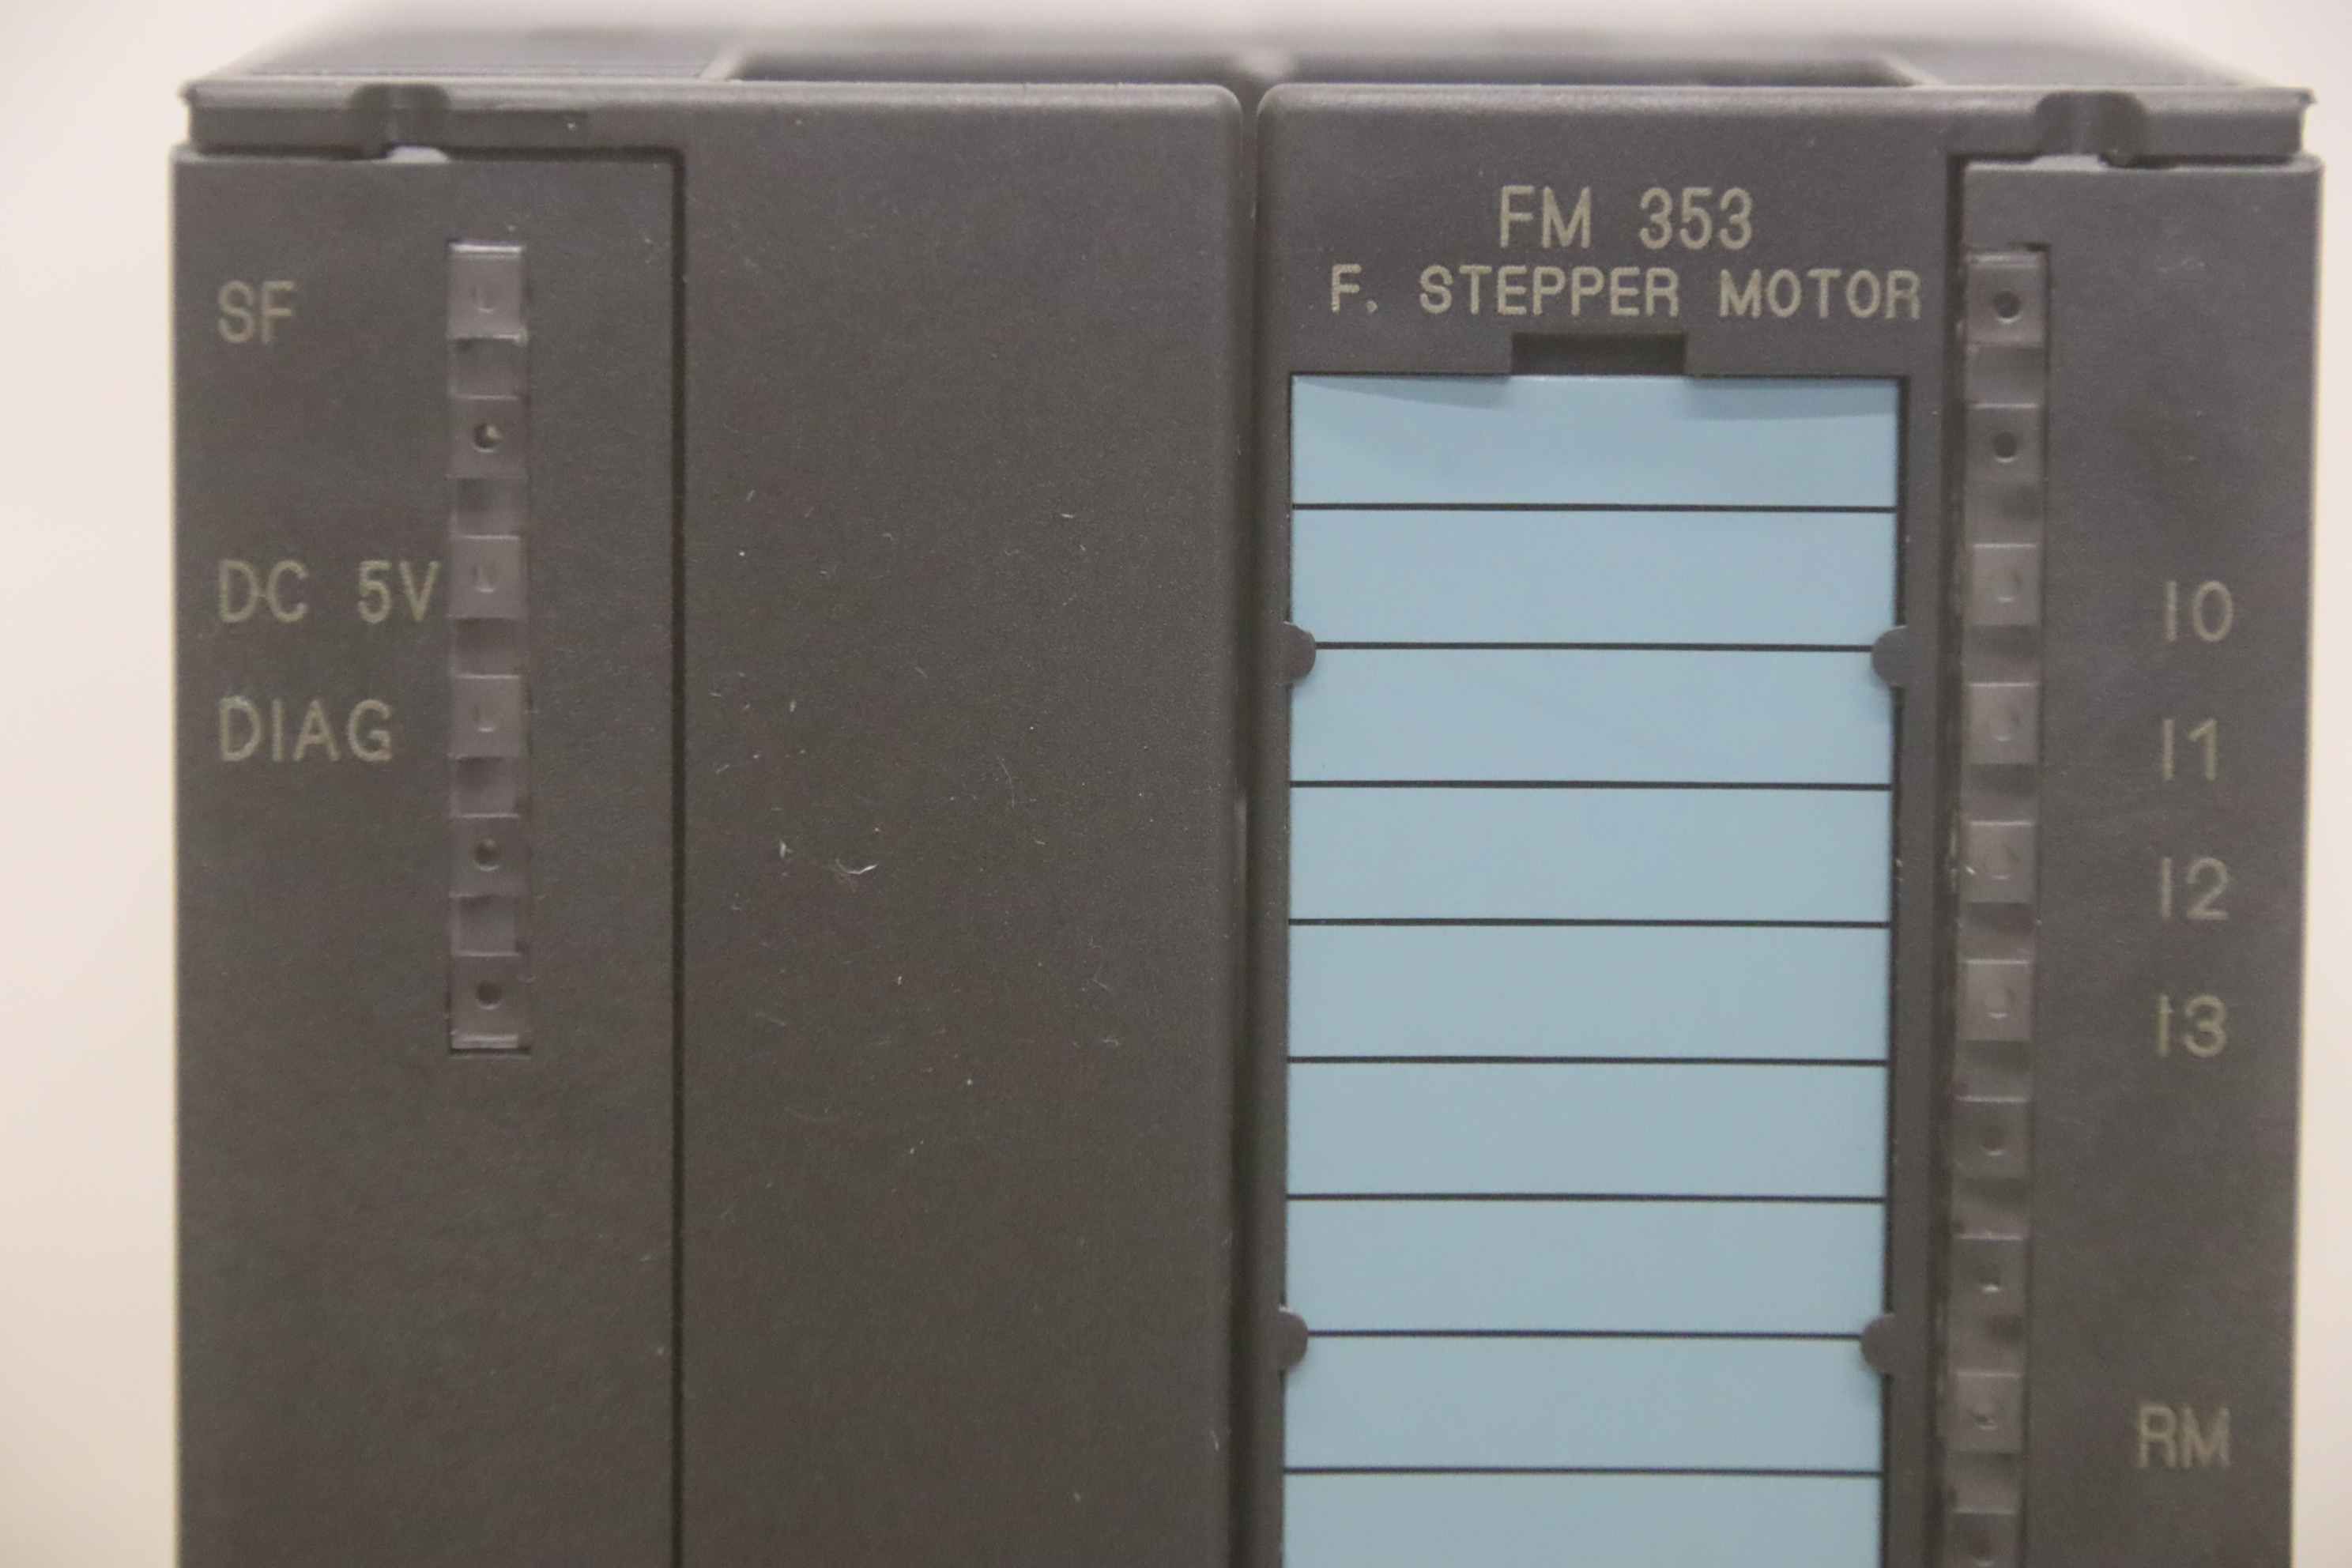 SF
DC 5V
DIAG
FM 353
F. STEPPER MOTOR
I0
I1
I2
I3
RM